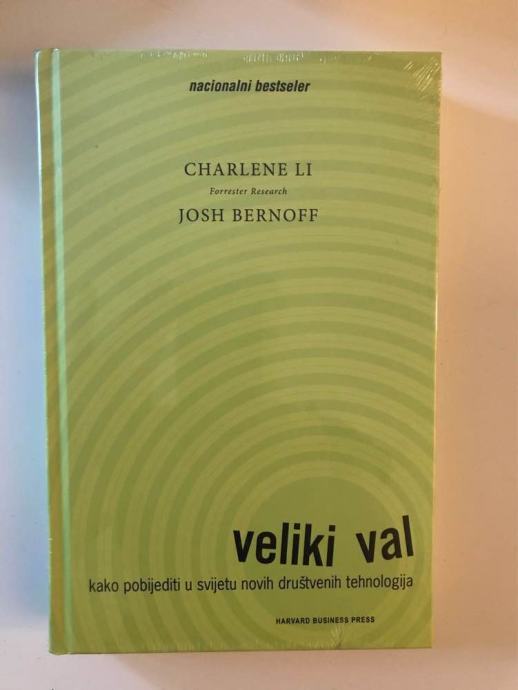 nacionalni bestseler
CHARLENE LI
Forrester Research
JOSH BERNOFF
veliki val
kako pobijediti u svijetu novih društvenih tehnologija
HARVARD BUSINESS PRESS